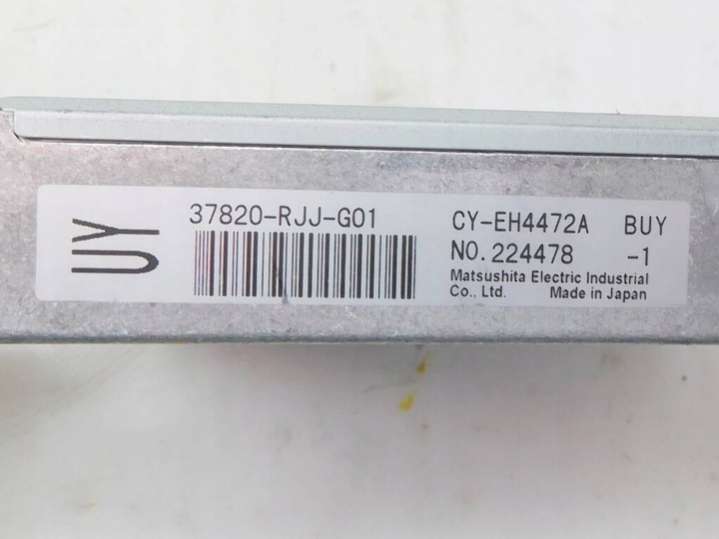 UY
37820-RJJ-G01
CY-EH4472A BUY
NO.224478 -1
Matsushita Electric Industrial
Co., Ltd. Made in Japan